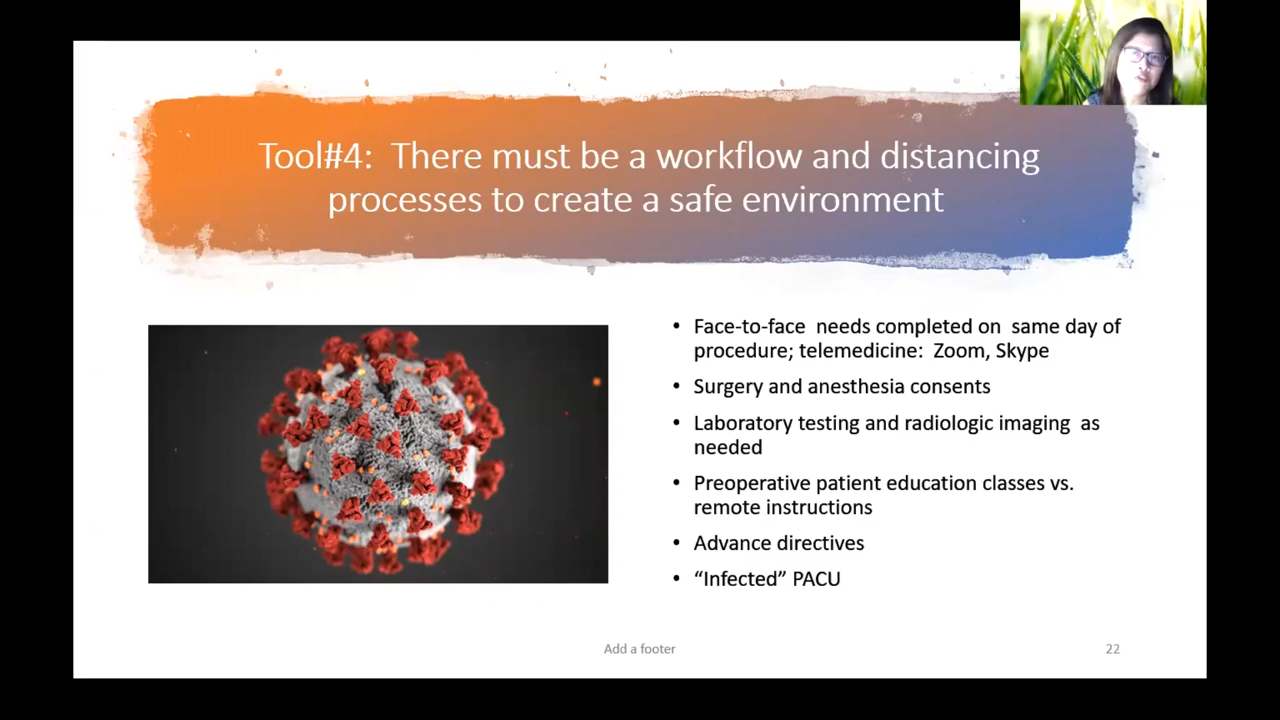 Tool#4: There must be a workflow and distancing
processes to create a safe environment
• Face-to-face needs completed on same day of
procedure; telemedicine: Zoom, Skype
• Surgery and anesthesia consents
• Laboratory testing and radiologic imaging as
needed
• Preoperative patient education classes vs.
remote instructions
• Advance directives
• “Infected” PACU
Add a footer
22